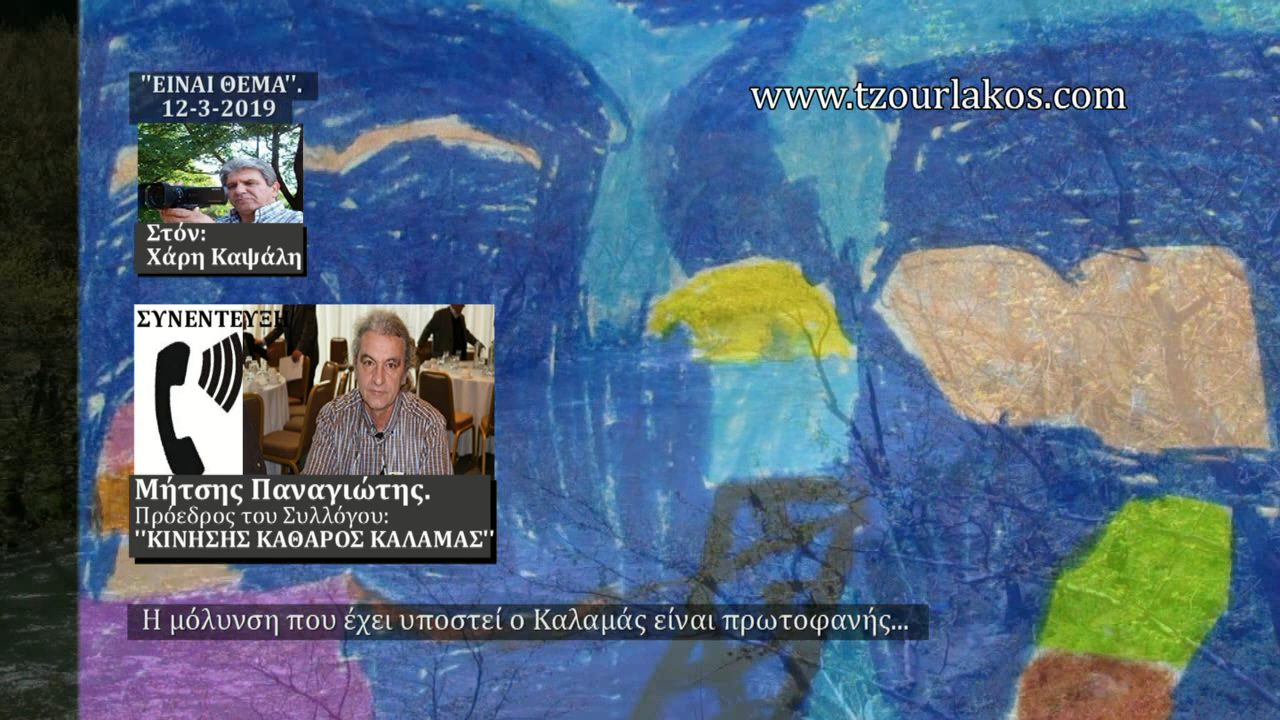 "ΕΙΝΑΙ ΘΕΜΑ".
12-3-2019
www.tzourlakos.com
Στόν:
Χάρη Καψάλη
ΣΥΝΕΝΤΕΥΞΗ
Μήτσης Παναγιώτης.
Πρόεδρος του Συλλόγου:
"ΚΙΝΗΣΗΣ ΚΑΘΑΡΟΣ ΚΑΛΑΜΑΣ"
Η μόλυνση που έχει υποστεί ο Καλαμάς είναι πρωτοφανής...